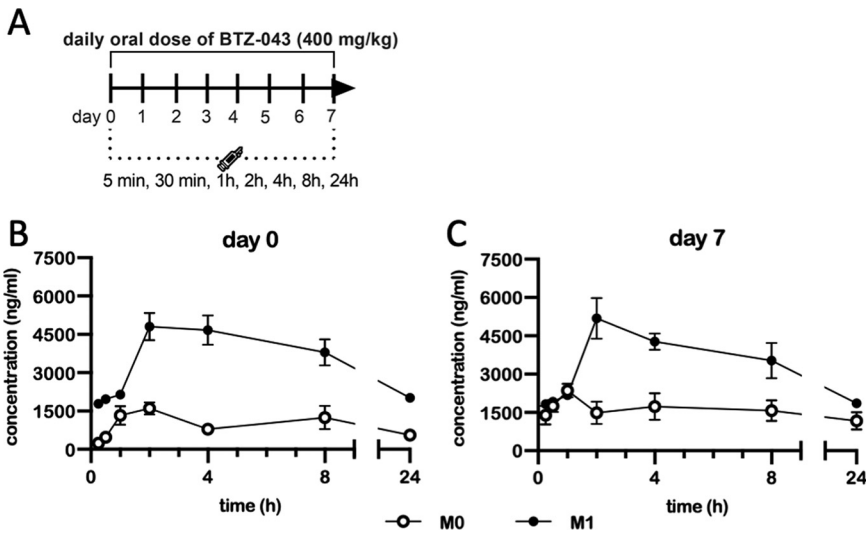 A
daily oral dose of BTZ-043 (400 mg/kg)
day 0 1 2 3 4 5 6 7
5 min, 30 min, 1h, 2h, 4h, 8h, 24h
B
day 0
concentration (ng/ml)
7500
6000
4500
3000
1500
0
0 4 8 24
time (h)
C
day 7
concentration (ng/ml)
7500
6000
4500
3000
1500
0
0 4 8 24
time (h)
M0 M1